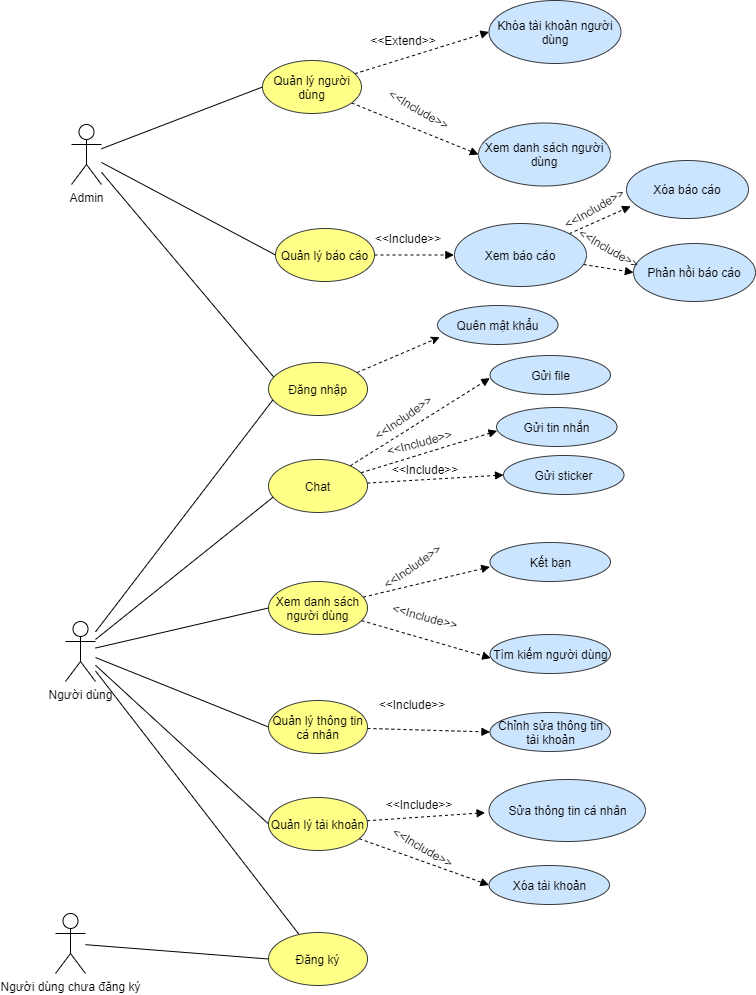 Khóa tài khoản người
dùng
<<Extend>>
Quản lý người
dùng
<<Include>>
Xem danh sách người
dùng
Admin
Xóa báo cáo
<<Include>>
Quản lý báo cáo
<<Include>>
Xem báo cáo
<<Include>>
Phản hồi báo cáo
Quên mật khẩu
Đăng nhập
Gửi file
<<Include>>
Gửi tin nhắn
<<Include>>
Chat
<<Include>>
Gửi sticker
Kết bạn
<<Include>>
Xem danh sách
người dùng
<<Include>>
Tìm kiếm người dùng
Người dùng
Quản lý thông tin
cá nhân
<<Include>>
Chỉnh sửa thông tin
tài khoản
Quản lý tài khoản
<<Include>>
Sửa thông tin cá nhân
<<Include>>
Xóa tài khoản
Đăng ký
Người dùng chưa đăng ký